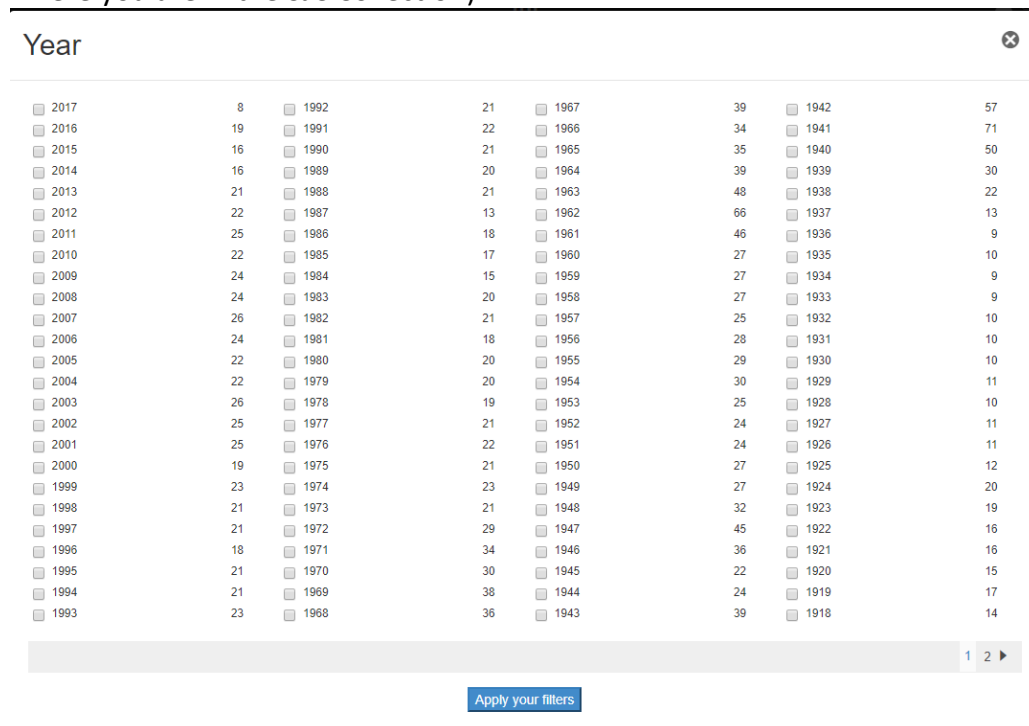 Year
2017 8 1992 21 1967 39 1942 57
2016 19 1991 22 1966 34 1941 71
2015 16 1990 21 1965 35 1940 50
2014 16 1989 20 1964 39 1939 30
2013 21 1988 21 1963 48 1938 22
2012 22 1987 13 1962 66 1937 13
2011 25 1986 18 1961 46 1936 9
2010 22 1985 17 1960 27 1935 10
2009 24 1984 15 1959 27 1934 9
2008 24 1983 20 1958 27 1933 9
2007 26 1982 21 1957 25 1932 10
2006 24 1981 18 1956 28 1931 10
2005 22 1980 20 1955 29 1930 10
2004 22 1979 20 1954 30 1929 11
2003 26 1978 19 1953 25 1928 10
2002 25 1977 21 1952 24 1927 11
2001 25 1976 22 1951 24 1926 11
2000 19 1975 21 1950 27 1925 12
1999 23 1974 23 1949 27 1924 20
1998 21 1973 21 1948 32 1923 19
1997 21 1972 29 1947 45 1922 16
1996 18 1971 34 1946 36 1921 16
1995 21 1970 30 1945 22 1920 15
1994 21 1969 38 1944 24 1919 17
1993 23 1968 36 1943 39 1918 14
1 2
Apply your filters